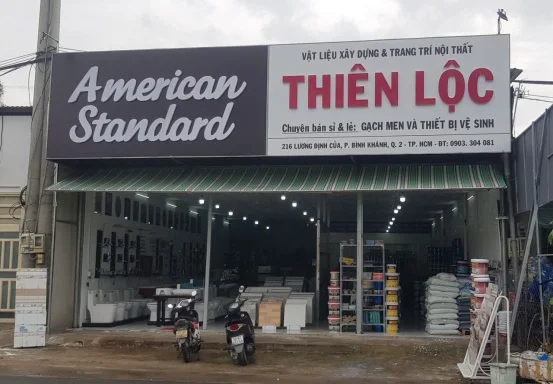 American
Standard
VẬT LIỆU XÂY DỰNG & TRANG TRÍ NỘI THẤT
THIÊN LỘC
Chuyên bán sỉ & lẻ: GẠCH MEN VÀ THIẾT BỊ VỆ SINH
216 LƯƠNG ĐỊNH CỦA, P. BÌNH KHÁNH, Q. 2 - TP. HCM - ĐT: 0903. 304 081